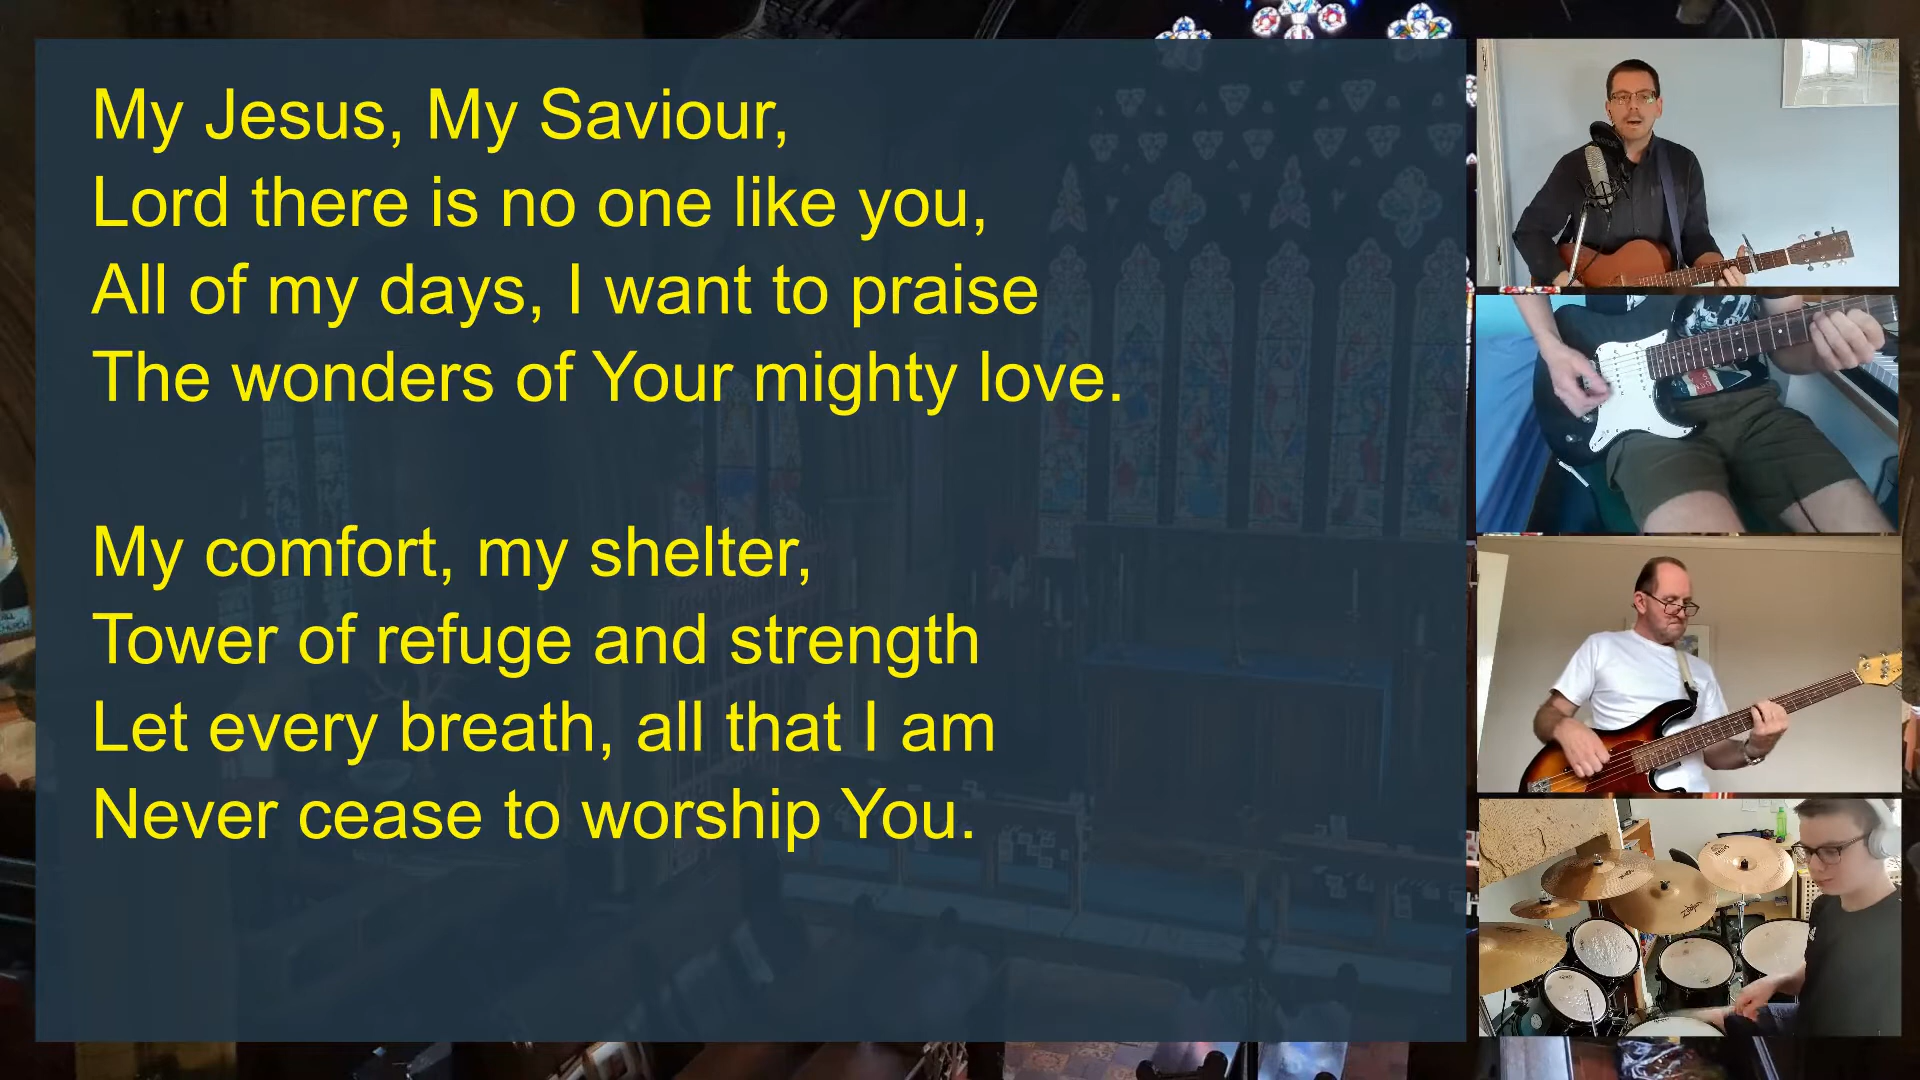 My Jesus, My Saviour,
Lord there is no one like you,
All of my days, I want to praise
The wonders of Your mighty love.
My comfort, my shelter,
Tower of refuge and strength
Let every breath, all that I am
Never cease to worship You.
Zildjian